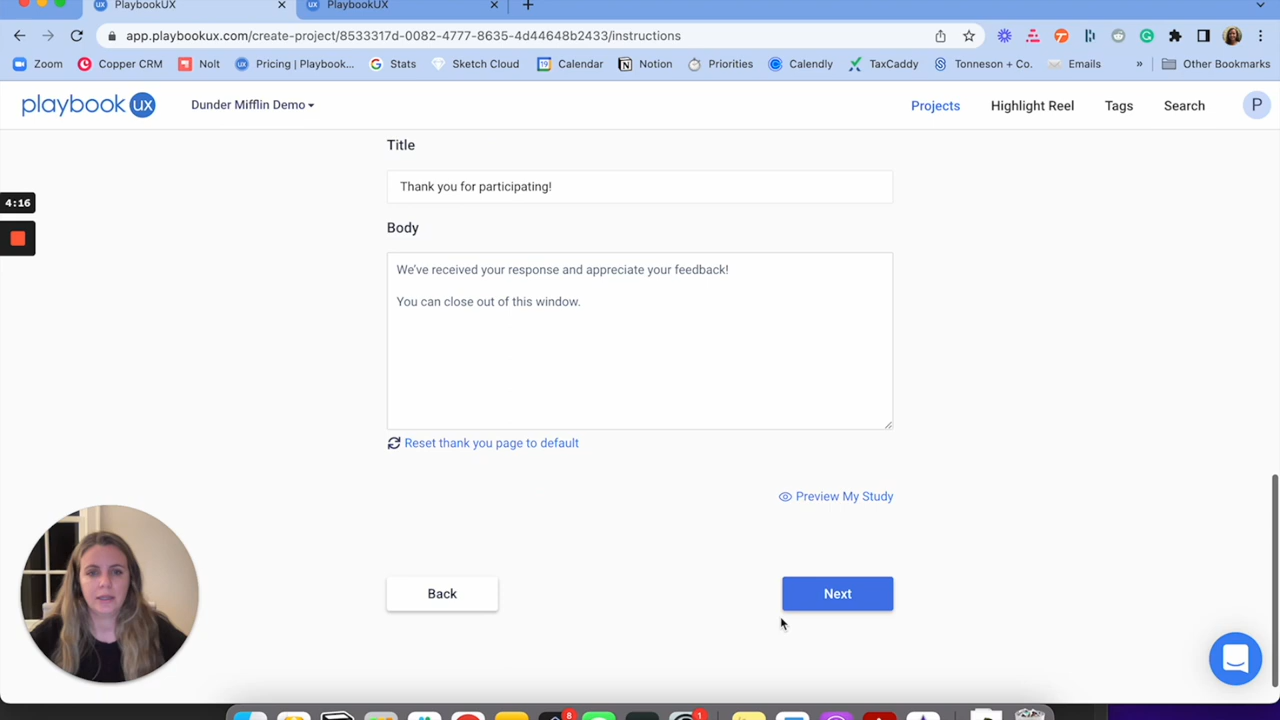 PlaybookUX
PlaybookUX
app.playbookux.com/create-project/8533317d-0082-4777-8635-4d44648b2433/instructions
Zoom Copper CRM Nolt Pricing | Playbook... Stats Sketch Cloud Calendar Notion Priorities Calendly TaxCaddy Tonneson + Co. Emails » Other Bookmarks
playbook ux Dunder Mifflin Demo Projects Highlight Reel Tags Search P
Title
4:16
Thank you for participating!
Body
We've received your response and appreciate your feedback!
You can close out of this window.
Reset thank you page to default
Preview My Study
Back Next
8 1